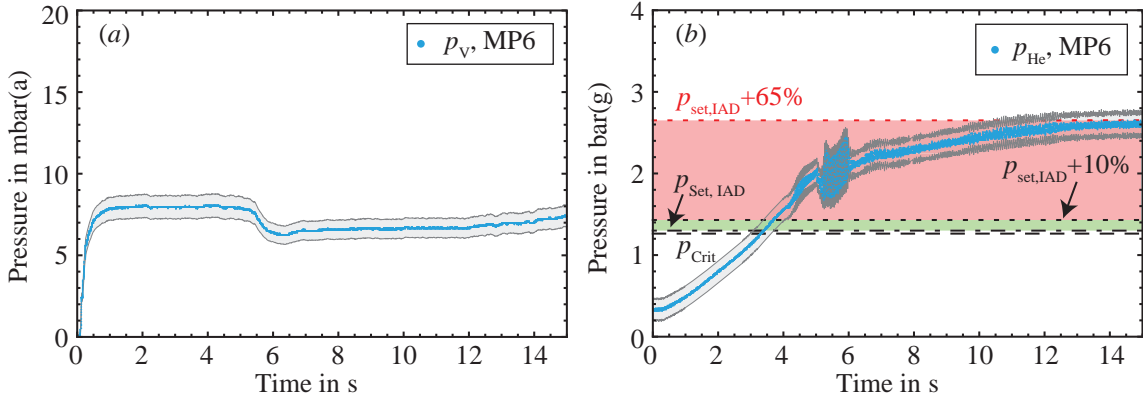 (a)
p_V, MP6
Pressure in mbar(a)
20
15
10
5
0
0 2 4 6 8 10 12 14
Time in s
(b)
p_He, MP6
Pressure in bar(g)
4
3
2
1
0
p_set,IAD+65%
p_Set, IAD
p_set,IAD+10%
p_Crit
0 2 4 6 8 10 12 14
Time in s